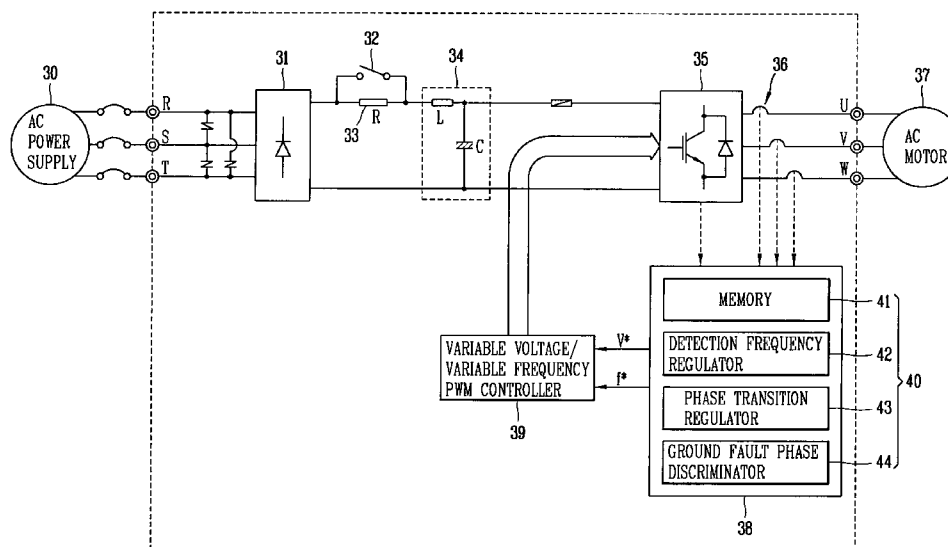 30
AC
POWER
SUPPLY
R
S
T
31
32
33
R
34
L
C
35
36
U
V
W
37
AC
MOTOR
VARIABLE VOLTAGE/
VARIABLE FREQUENCY
PWM CONTROLLER
39
V*
f*
MEMORY
41
DETECTION FREQUENCY
REGULATOR
42
PHASE TRANSITION
REGULATOR
43
GROUND FAULT PHASE
DISCRIMINATOR
44
40
38